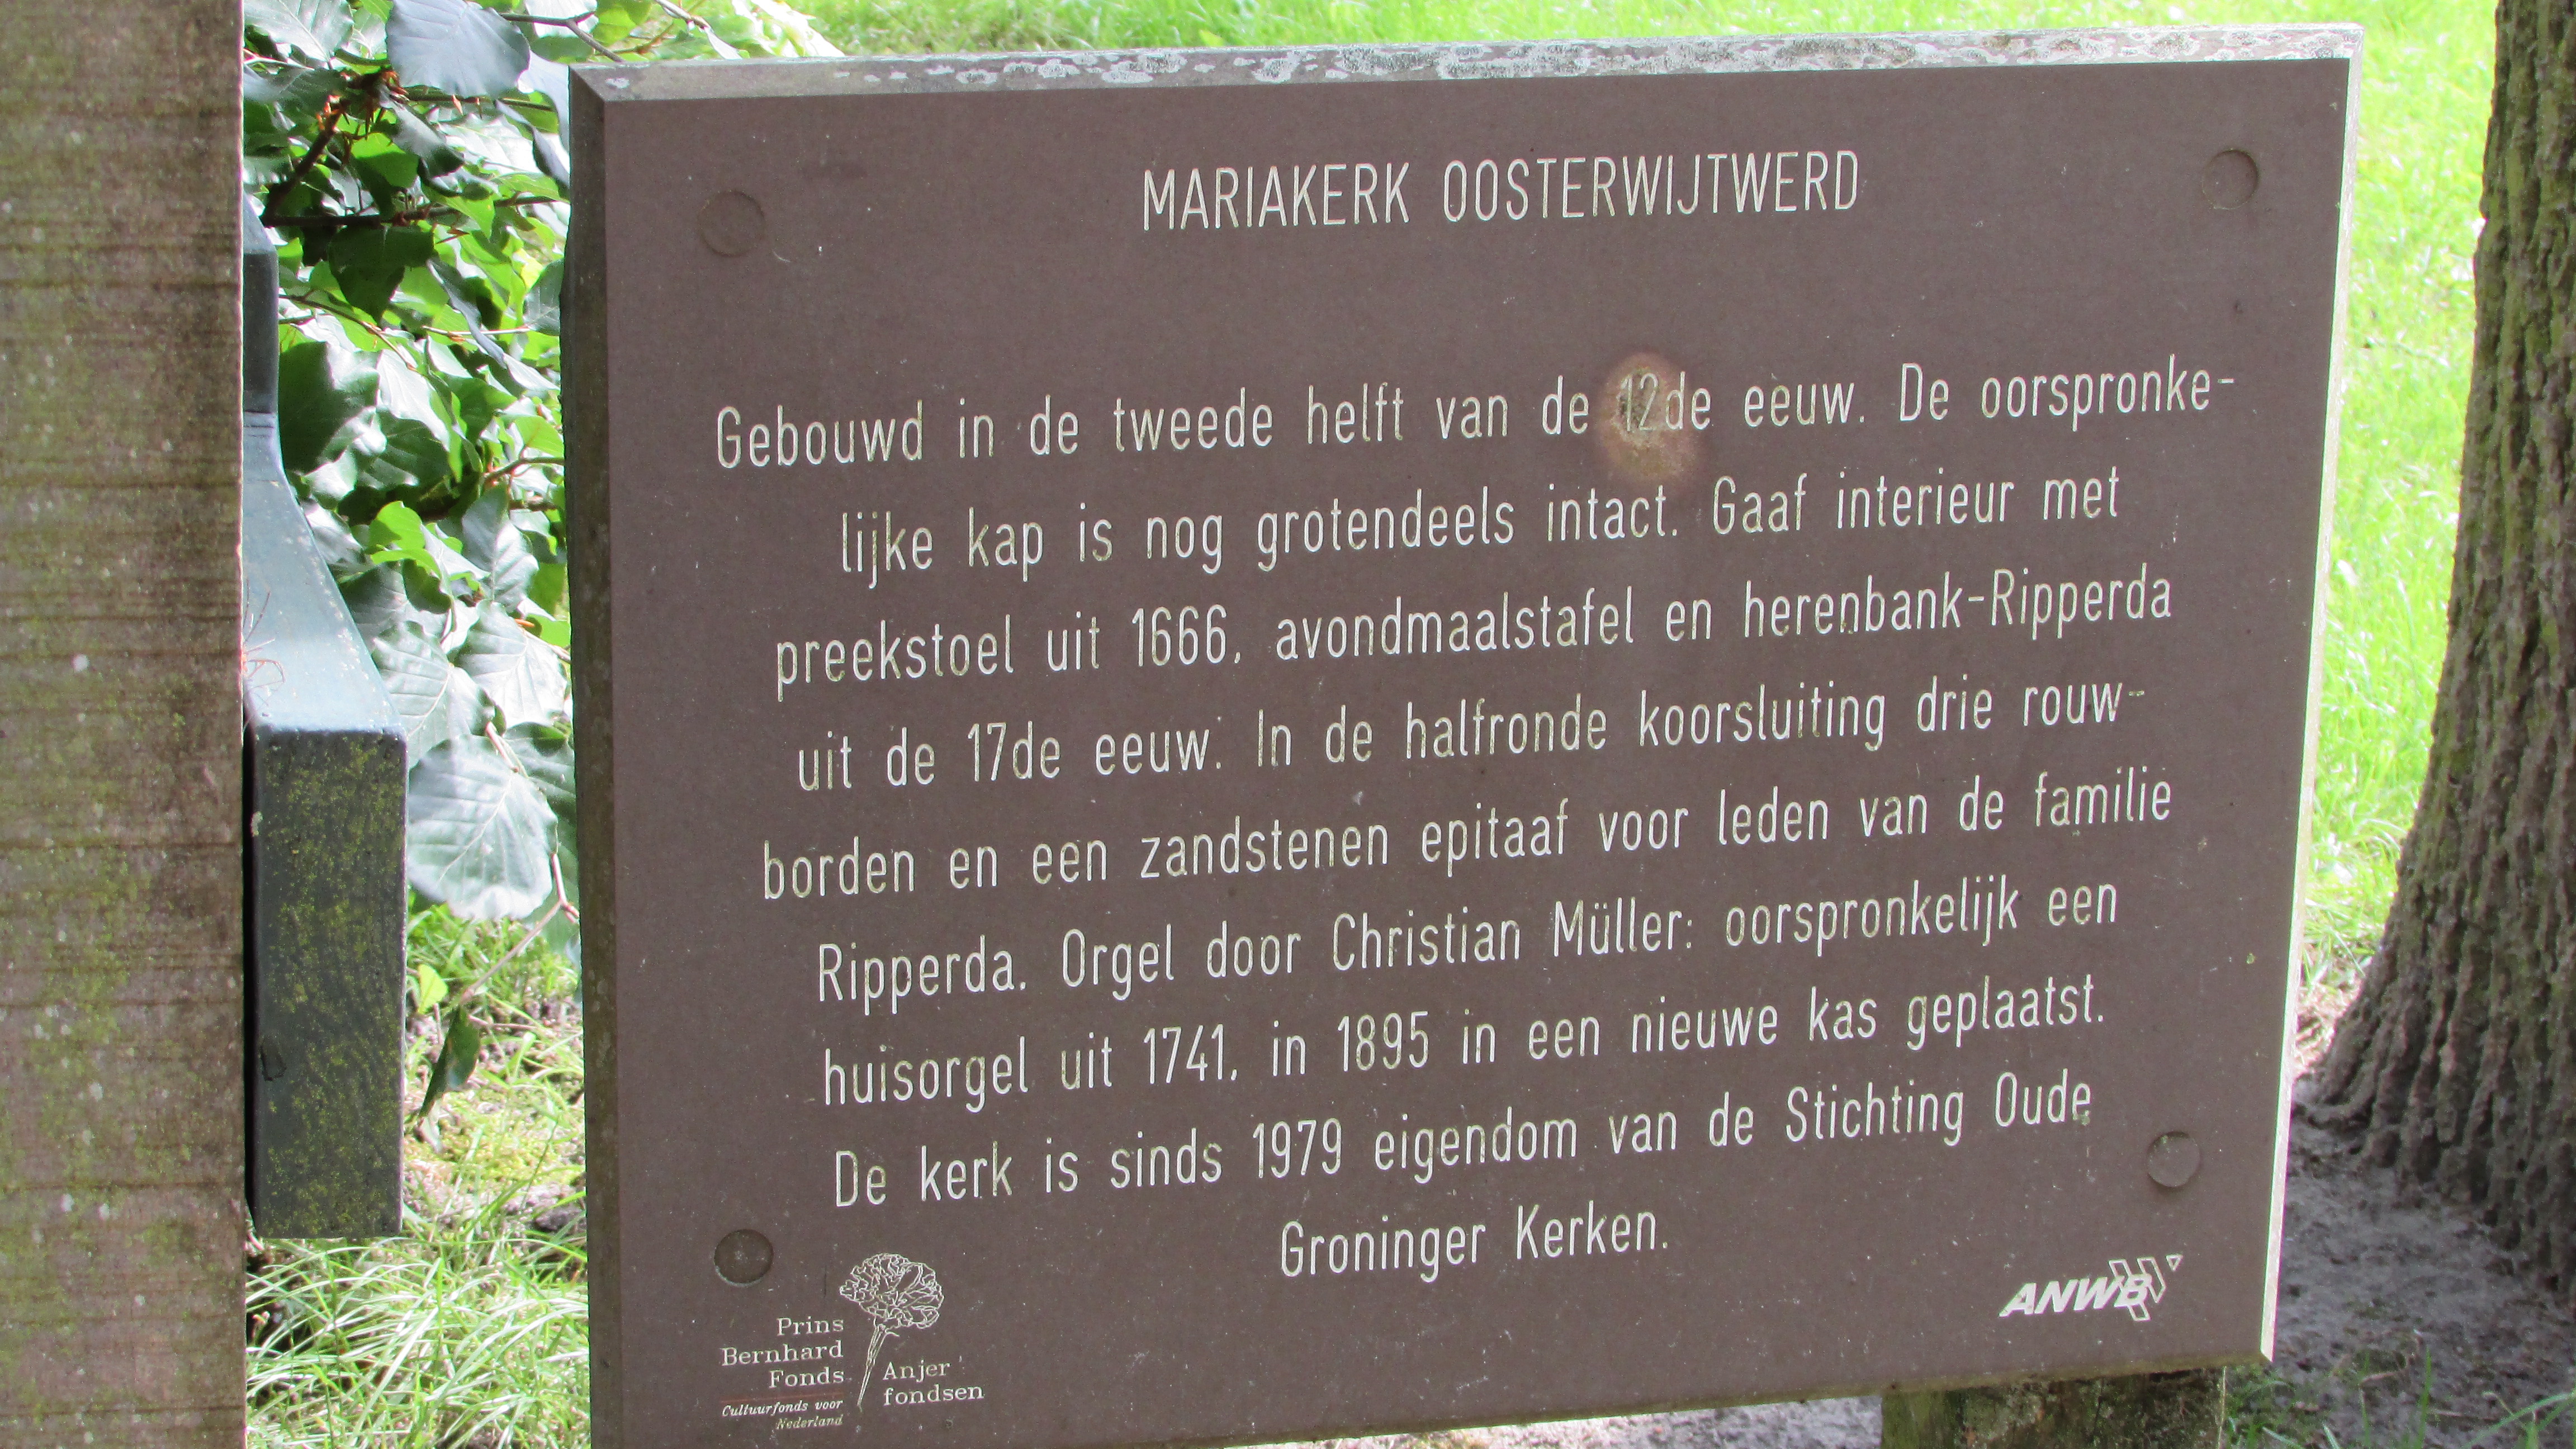 MARIAKERK OOSTERWIJTWERD
Gebouwd in de tweede helft van de 12de eeuw. De oorspronke-
lijke kap is nog grotendeels intact. Gaaf interieur met
preekstoel uit 1666, avondmaalstafel en herenbank-Ripperda
uit de 17de eeuw. In de halfronde koorsluiting drie rouw-
borden en een zandstenen epitaaf voor leden van de familie
Ripperda. Orgel door Christian Müller: oorspronkelijk een
huisorgel uit 1741, in 1895 in een nieuwe kas geplaatst.
De kerk is sinds 1979 eigendom van de Stichting Oude
Groninger Kerken.
Prins
Bernhard
Fonds
Cultuurfonds voor
Nederland
Anjer
fondsen
ANWB